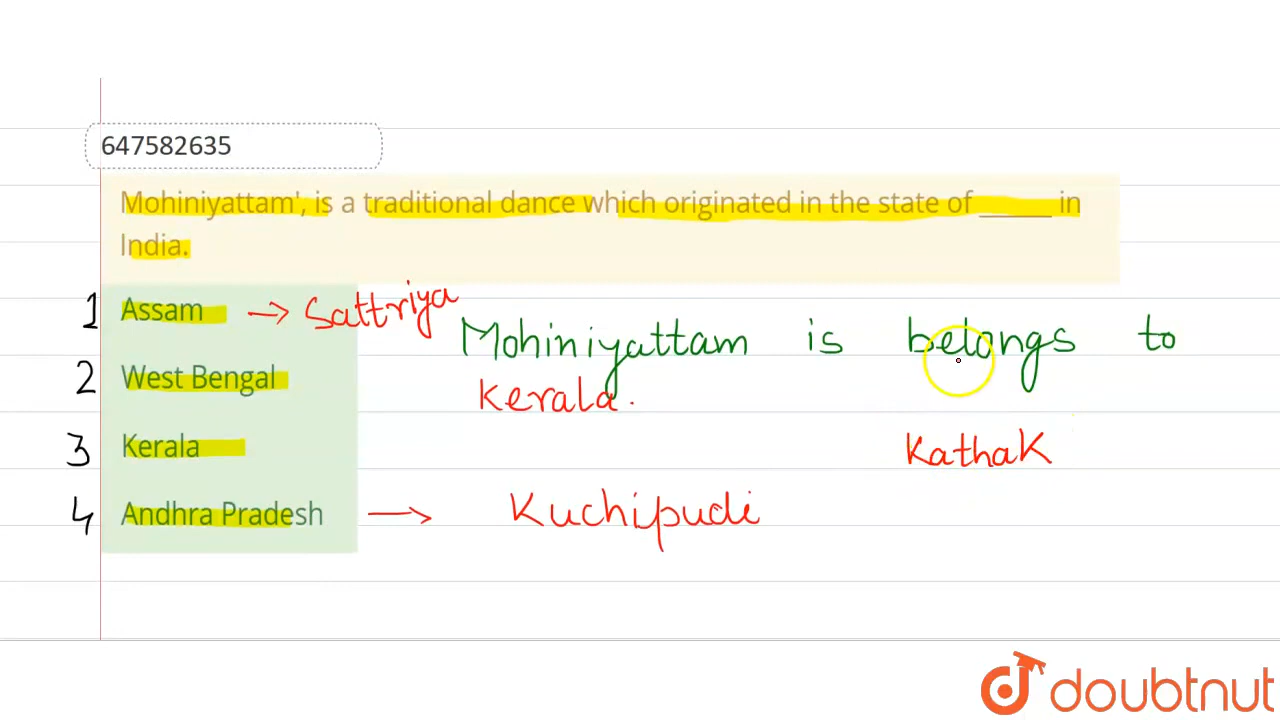 647582635
Mohiniyattam', is a traditional dance which originated in the state of ______ in
India.
1 Assam → Sattriya
Mohiniyattam is belongs to
2 West Bengal
Kerala.
3 Kerala
Kathak
4 Andhra Pradesh → Kuchipudi
doubtnut